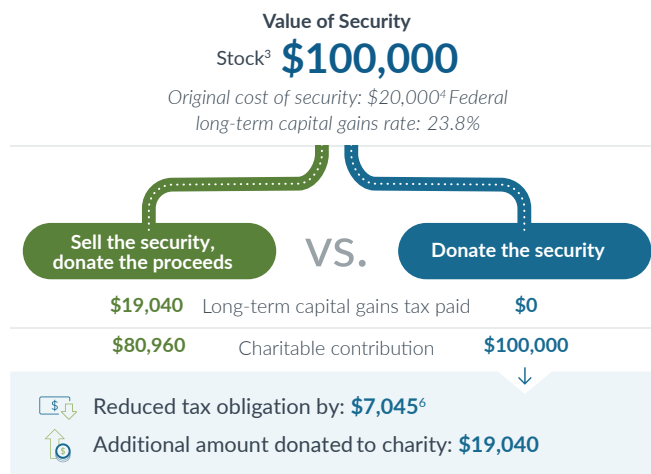 Value of Security
Stock³ $100,000
Original cost of security: $20,000⁴ Federal
long-term capital gains rate: 23.8%
Sell the security,
donate the proceeds
vs.
Donate the security
$19,040 Long-term capital gains tax paid $0
$80,960 Charitable contribution $100,000
$
Reduced tax obligation by: $7,045⁶
$
Additional amount donated to charity: $19,040